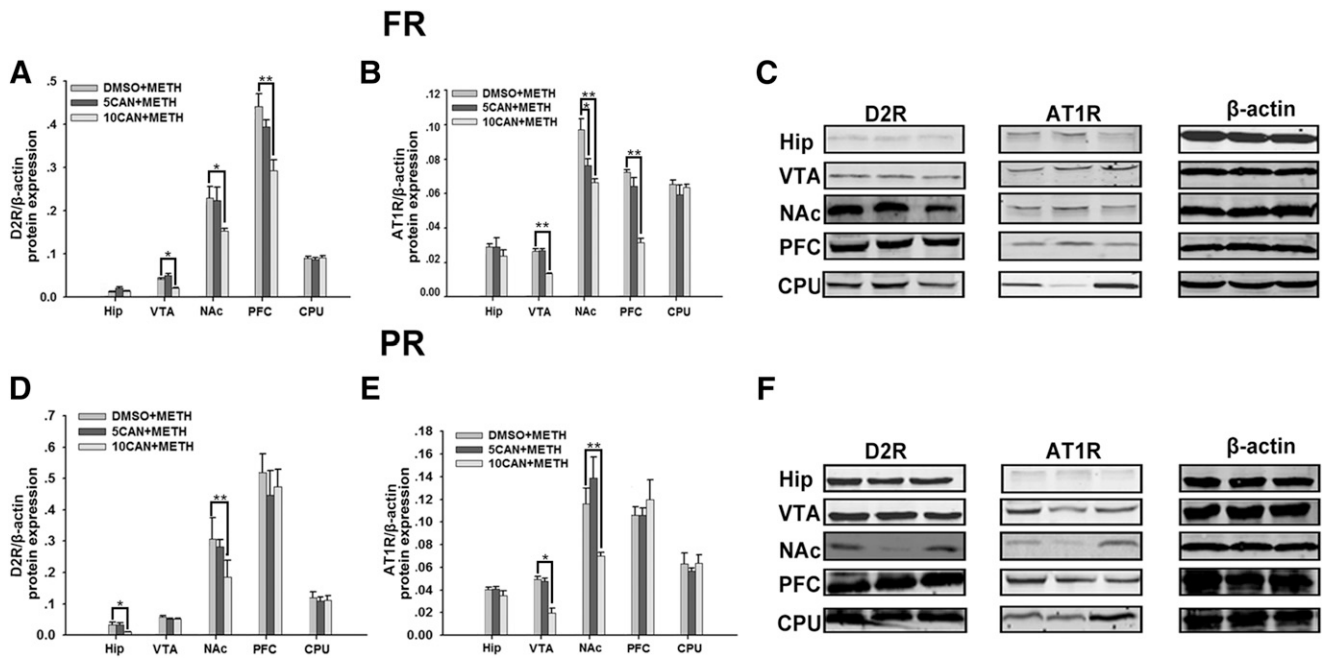 FR
A
.5
.4
.3
.2
.1
0.0
D2R/β-actin
protein expression
DMSO+METH
5CAN+METH
10CAN+METH
*
*
**
Hip VTA NAc PFC CPU
B
.12
.10
.08
.06
.04
.02
.00
AT1R/β-actin
protein expression
DMSO+METH
5CAN+METH
10CAN+METH
**
**
*
**
Hip VTA NAc PFC CPU
C
D2R AT1R β-actin
Hip
VTA
NAc
PFC
CPU
PR
D
.7
.6
.5
.4
.3
.2
.1
0.0
D2R/β-actin
protein expression
DMSO+METH
5CAN+METH
10CAN+METH
*
**
Hip VTA NAc PFC CPU
E
.18
.16
.14
.12
.10
.08
.06
.04
.02
.00
AT1R/β-actin
protein expression
DMSO+METH
5CAN+METH
10CAN+METH
*
**
Hip VTA NAc PFC CPU
F
D2R AT1R β-actin
Hip
VTA
NAc
PFC
CPU